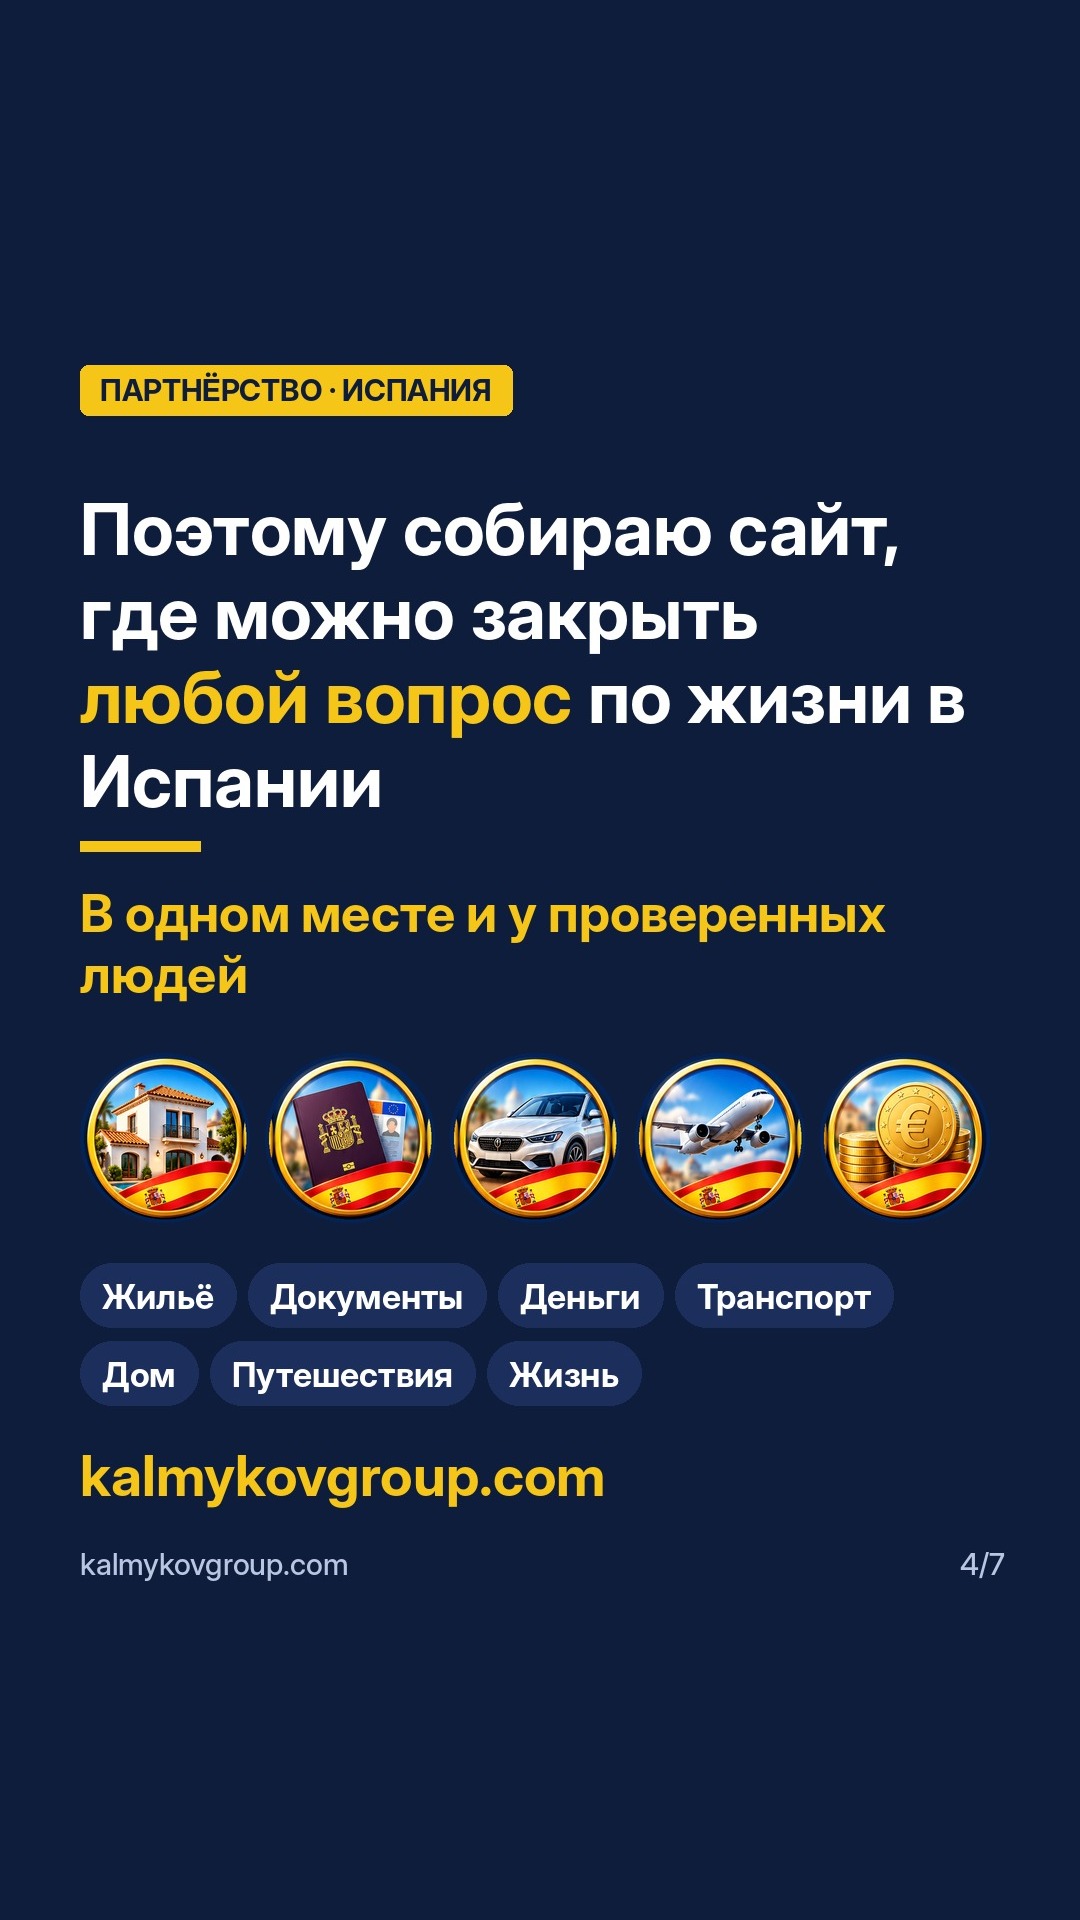 ПАРТНЁРСТВО · ИСПАНИЯ
Поэтому собираю сайт,
где можно закрыть
любой вопрос по жизни в
Испании
В одном месте и у проверенных
людей
Жильё Документы Деньги Транспорт
Дом Путешествия Жизнь
kalmykovgroup.com
kalmykovgroup.com 4/7